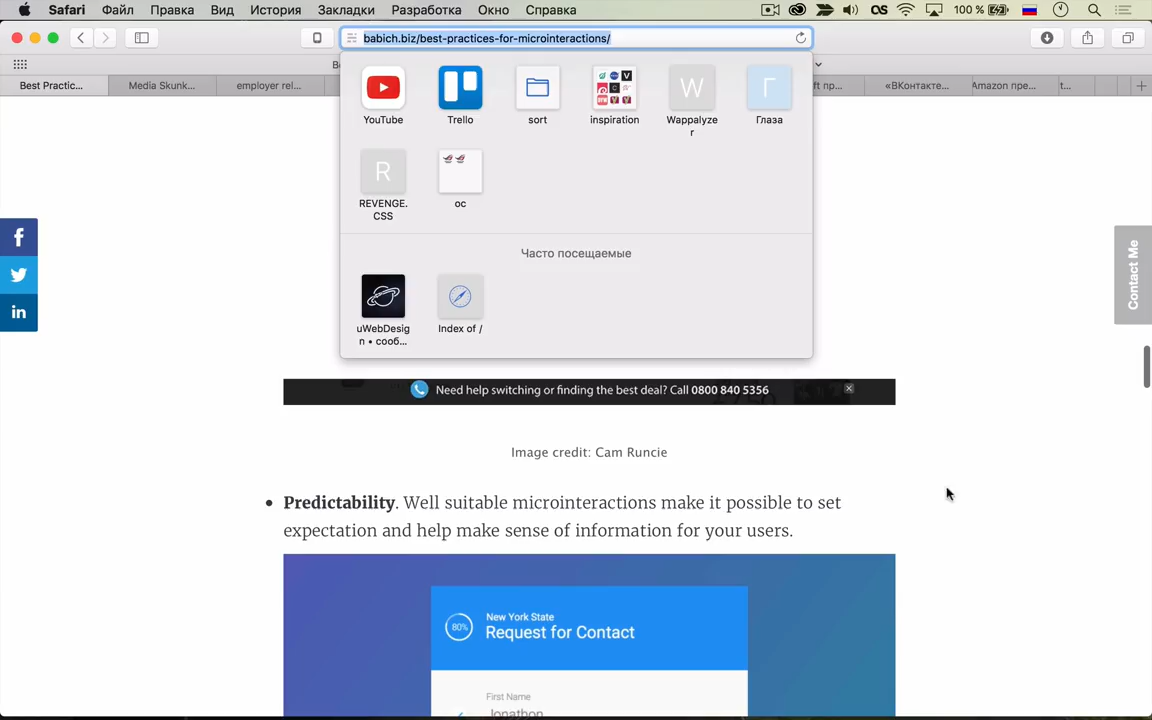 Safari Файл Правка Вид История Закладки Разработка Окно Справка 100 %
babich.biz/best-practices-for-microinteractions/
Best Practic... Media Skunk... employer rel... «ВКонтакте... Amazon пре... t...
YouTube Trello sort inspiration Wappalyze
r
W Г Глаза
R
REVENGE.
CSS
ос
Часто посещаемые
uWebDesig
n • сооб...
Index of /
f
in
Contact Me
Need help switching or finding the best deal? Call 0800 840 5356
Image credit: Cam Runcie
• Predictability. Well suitable microinteractions make it possible to set
expectation and help make sense of information for your users.
80%
New York State
Request for Contact
First Name
Jonathon